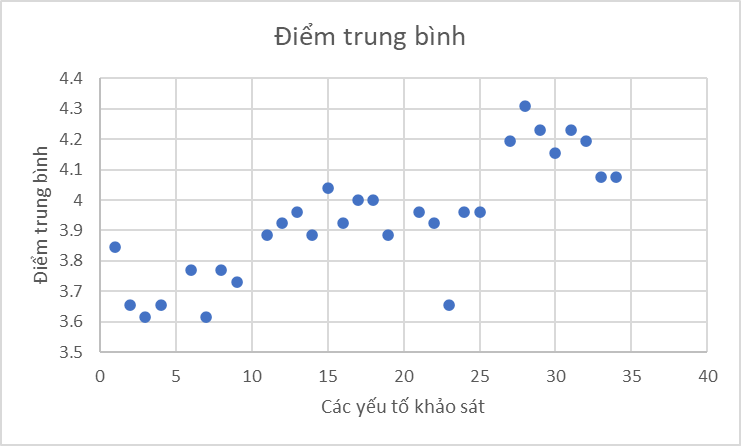 Điểm trung bình
4.4
4.3
4.2
4.1
4
3.9
3.8
3.7
3.6
3.5
Điểm trung bình
0 5 10 15 20 25 30 35 40
Các yếu tố khảo sát